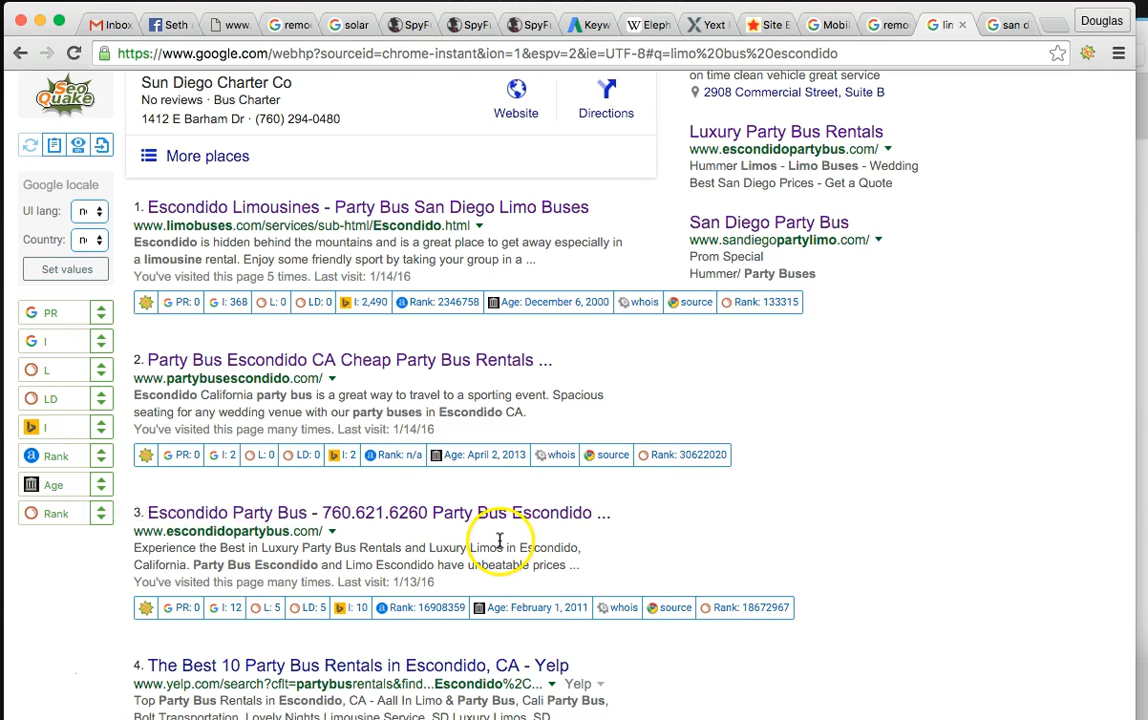 Inbox
Seth
www.
remo
solar
SpyF
SpyF
SpyF
Keyw
Eleph
Yext
Site E
Mobil
remo
lin
san d
Douglas
https://www.google.com/webhp?sourceid=chrome-instant&ion=1&espv=2&ie=UTF-8#q=limo%20bus%20escondido
SeoQuake
Google locale
UI lang:
Country:
Set values
PR
I
L
LD
I
Rank
Age
Rank
Sun Diego Charter Co
No reviews · Bus Charter
1412 E Barham Dr · (760) 294-0480
Website
Directions
More places
1. Escondido Limousines - Party Bus San Diego Limo Buses
www.limobuses.com/services/sub-html/Escondido.html
Escondido is hidden behind the mountains and is a great place to get away especially in
a limousine rental. Enjoy some friendly sport by taking your group in a ...
You've visited this page 5 times. Last visit: 1/14/16
PR: 0 I: 368 L: 0 LD: 0 I: 2,490 Rank: 2346758 Age: December 6, 2000 whois source Rank: 133315
2. Party Bus Escondido CA Cheap Party Bus Rentals ...
www.partybusescondido.com/
Escondido California party bus is a great way to travel to a sporting event. Spacious
seating for any wedding venue with our party buses in Escondido CA.
You've visited this page many times. Last visit: 1/14/16
PR: 0 I: 2 L: 0 LD: 0 I: 2 Rank: n/a Age: April 2, 2013 whois source Rank: 30622020
3. Escondido Party Bus - 760.621.6260 Party Bus Escondido ...
www.escondidopartybus.com/
Experience the Best in Luxury Party Bus Rentals and Luxury Limos in Escondido,
California. Party Bus Escondido and Limo Escondido have unbeatable prices ...
You've visited this page many times. Last visit: 1/13/16
PR: 0 I: 12 L: 5 LD: 5 I: 10 Rank: 16908359 Age: February 1, 2011 whois source Rank: 18672967
4. The Best 10 Party Bus Rentals in Escondido, CA - Yelp
www.yelp.com/search?cflt=partybusrentals&find...Escondido%2C... Yelp
Top Party Bus Rentals in Escondido, CA - Aall In Limo & Party Bus, Cali Party Bus,
Bolt Transportation, Lovely Nights Limousine Service, SD Luxury Limos, SD
on time clean vehicle great service
2908 Commercial Street, Suite B
Luxury Party Bus Rentals
www.escondidopartybus.com/
Hummer Limos - Limo Buses - Wedding
Best San Diego Prices - Get a Quote
San Diego Party Bus
www.sandiegopartylimo.com/
Prom Special
Hummer/ Party Buses